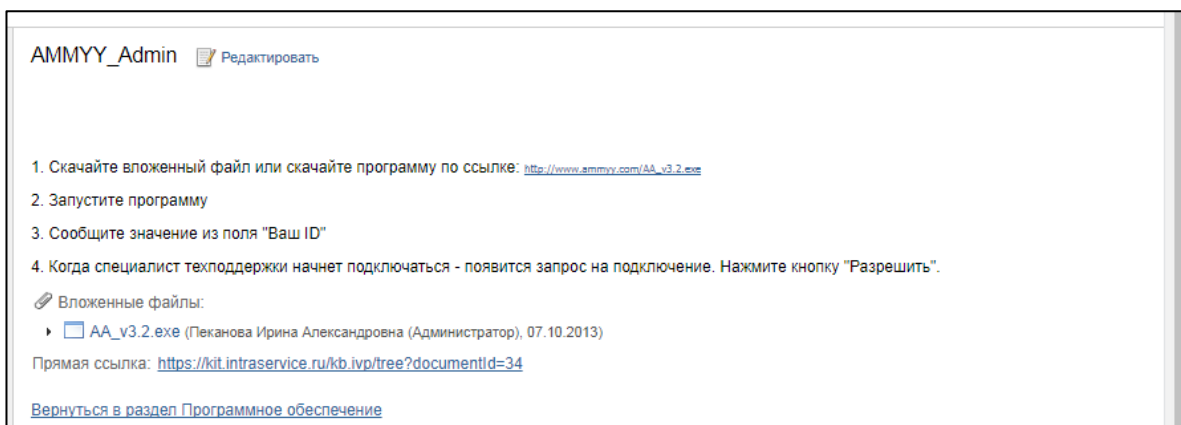 AMMYY_Admin Редактировать
1. Скачайте вложенный файл или скачайте программу по ссылке: http://www.ammyy.com/AA_v3.2.exe
2. Запустите программу
3. Сообщите значение из поля "Ваш ID"
4. Когда специалист техподдержки начнет подключаться - появится запрос на подключение. Нажмите кнопку "Разрешить".
Вложенные файлы:
AA_v3.2.exe (Пеканова Ирина Александровна (Администратор), 07.10.2013)
Прямая ссылка: https://kit.intraservice.ru/kb.ivp/tree?documentId=34
Вернуться в раздел Программное обеспечение